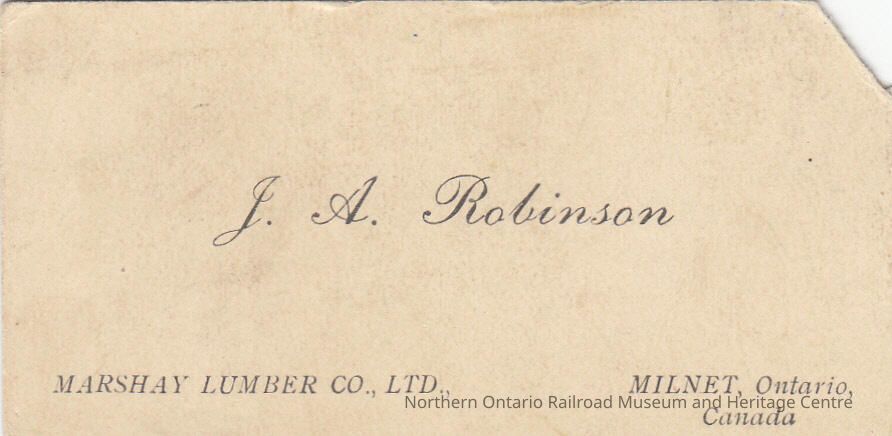 J. A. Robinson
MARSHAY LUMBER CO., LTD.,
MILNET, Ontario,
Canada
Northern Ontario Railroad Museum and Heritage Centre